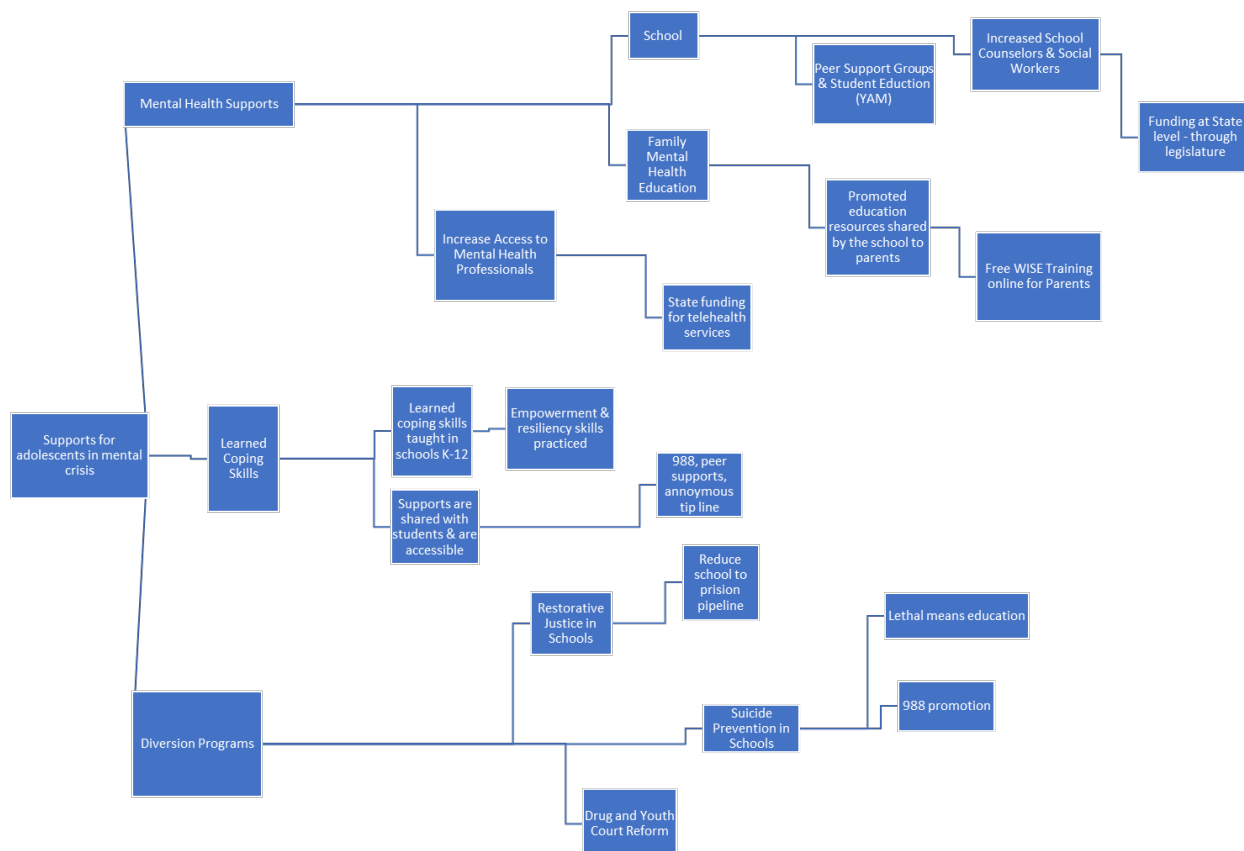 School
Increased School
Counselors & Social
Workers
Peer Support Groups
& Student Eduction
(YAM)
Mental Health Supports
Funding at State
level - through
legislature
Family
Mental
Health
Education
Promoted
education
resources
shared
by the school to
parents
Increase Access to
Mental Health
Professionals
Free WISE Training
online for Parents
State funding
for telehealth
services
Learned
coping skills
taught in
schools K-12
Empowerment &
resiliency skills
practiced
Supports for
adolescents in mental
crisis
Learned
Coping
Skills
988, peer
supports,
annoymous
tip line
Supports are
shared with
students & are
accessible
Reduce
school to
prision
pipeline
Restorative
Justice in
Schools
Lethal means education
988 promotion
Suicide
Prevention in
Schools
Diversion Programs
Drug and Youth
Court Reform